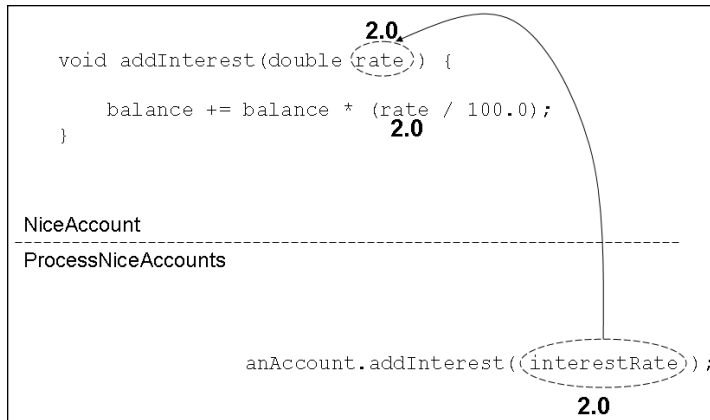 2.0
void addInterest(double rate) {
balance += balance * (rate / 100.0);
2.0
}
NiceAccount
ProcessNiceAccounts
anAccount.addInterest(interestRate);
2.0